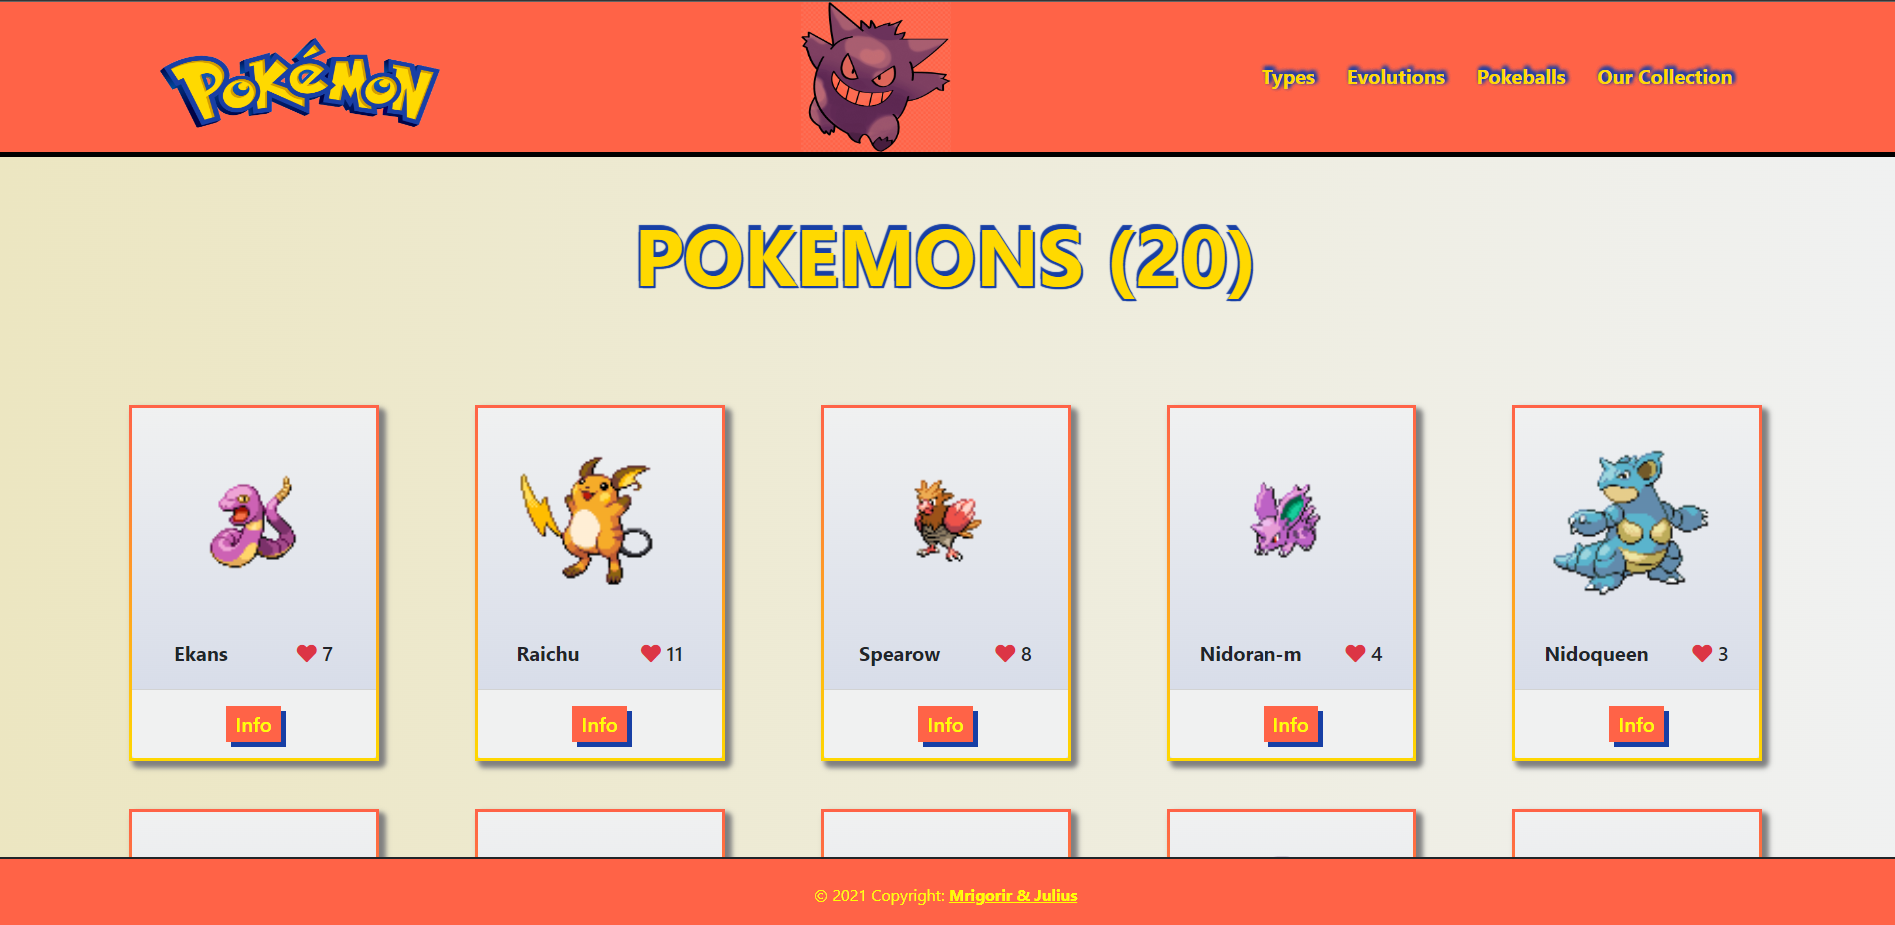 Pokémon
Types Evolutions Pokeballs Our Collection
POKEMONS (20)
Ekans 7
Raichu 11
Spearow 8
Nidoran-m 4
Nidoqueen 3
Info Info Info Info Info
© 2021 Copyright: Mrigorir & Julius